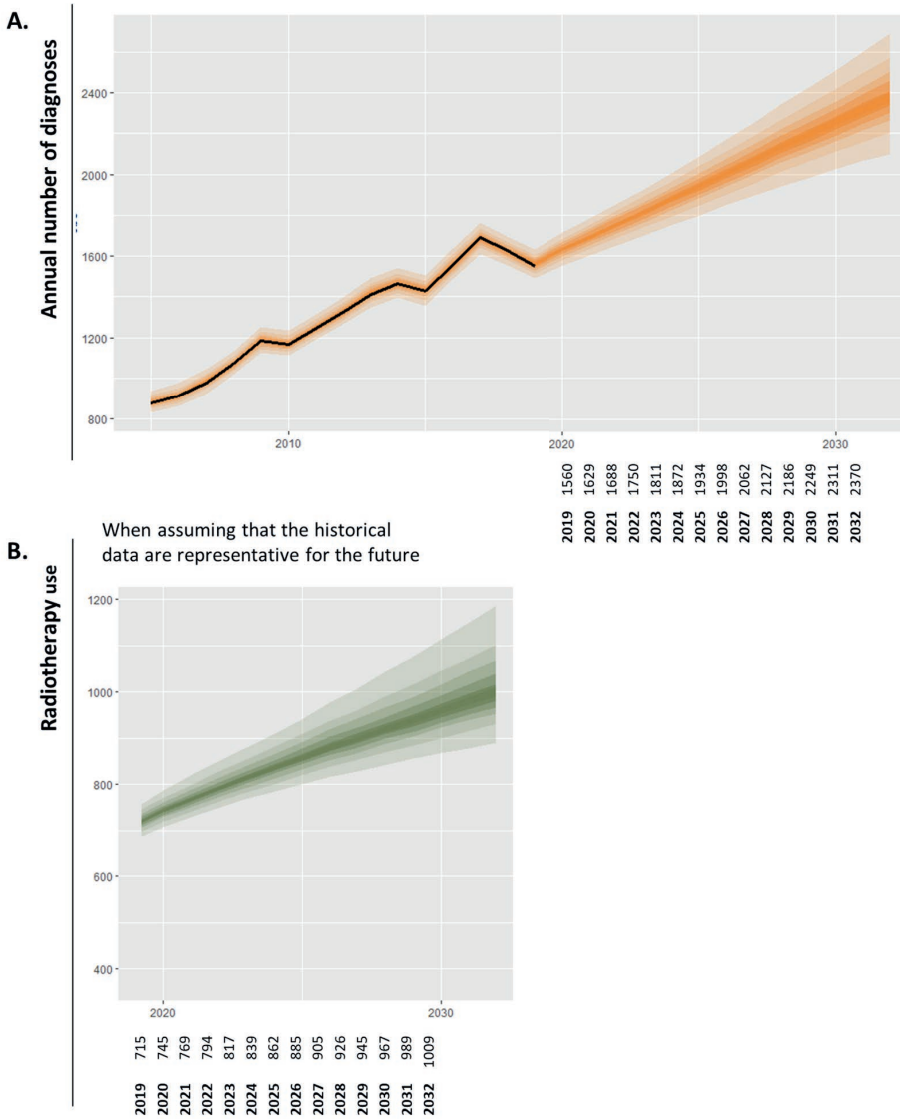 A.
Annual number of diagnoses
2400
2000
1600
1200
800
2010
2020
2030
1560 1629 1688 1750 1811 1872 1934 1998 2062 2127 2186 2249 2311 2370
2019 2020 2021 2022 2023 2024 2025 2026 2027 2028 2029 2030 2031 2032
When assuming that the historical
data are representative for the future
B.
Radiotherapy use
1200
1000
800
600
400
2020
2030
715 745 769 794 817 839 862 885 905 926 945 967 989 1009
2019 2020 2021 2022 2023 2024 2025 2026 2027 2028 2029 2030 2031 2032